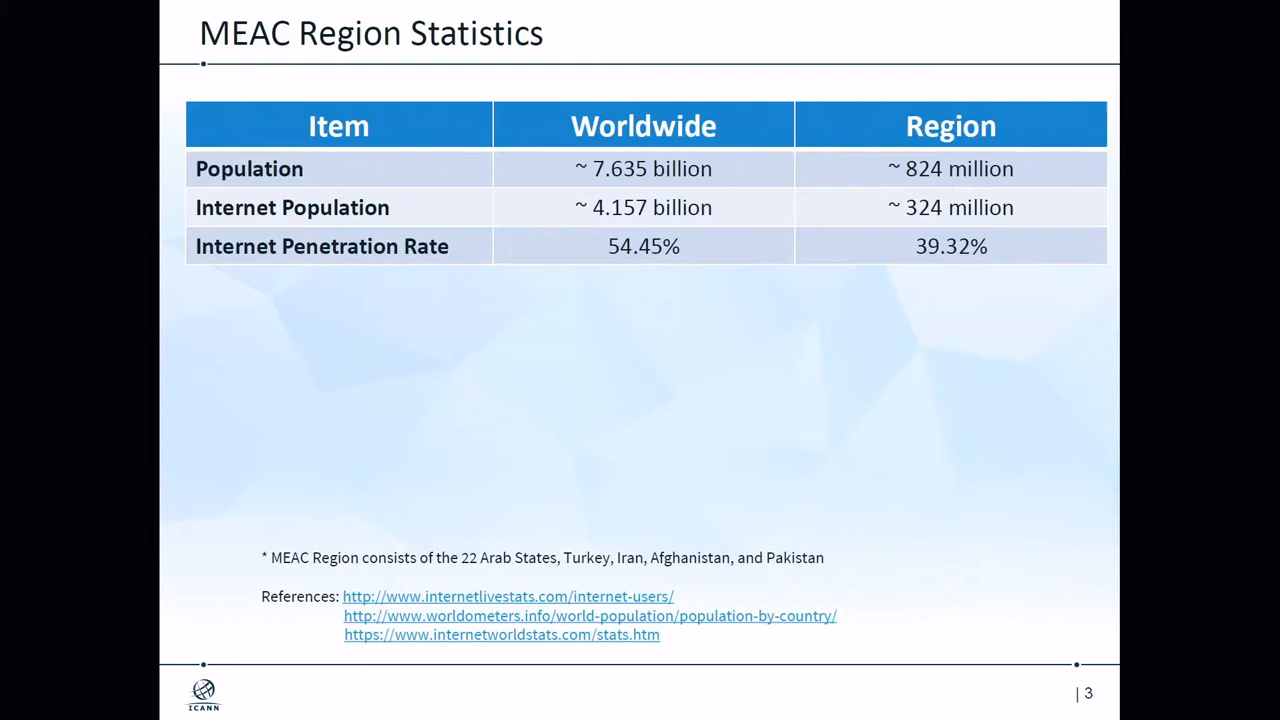 MEAC Region Statistics
Item Worldwide Region
Population ~ 7.635 billion ~ 824 million
Internet Population ~ 4.157 billion ~ 324 million
Internet Penetration Rate 54.45% 39.32%
* MEAC Region consists of the 22 Arab States, Turkey, Iran, Afghanistan, and Pakistan
References: http://www.internetlivestats.com/internet-users/
http://www.worldometers.info/world-population/population-by-country/
https://www.internetworldstats.com/stats.htm
ICANN
| 3